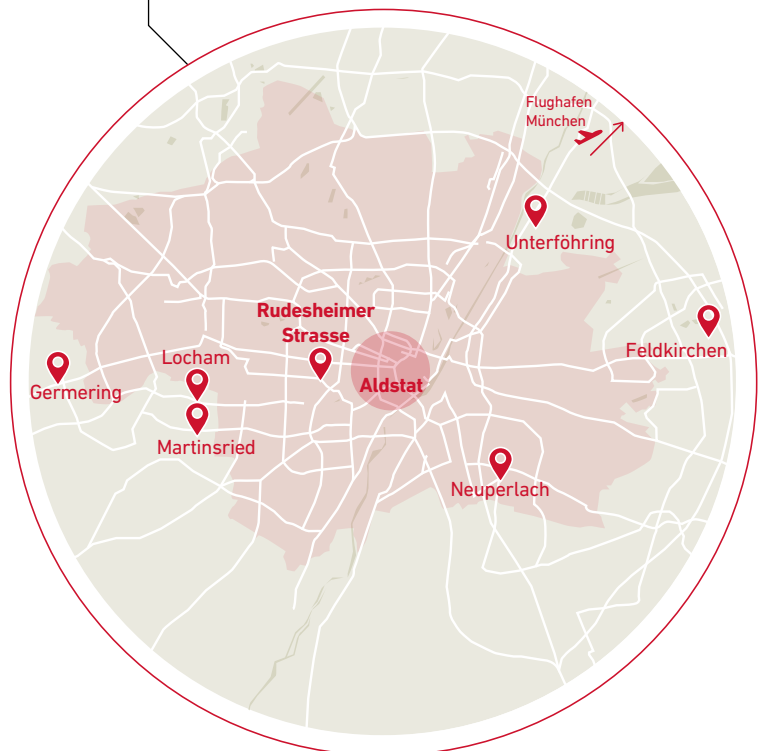 Flughafen
München
Unterföhring
Rudesheimer
Strasse
Feldkirchen
Locham
Aldstat
Germering
Martinsried
Neuperlach